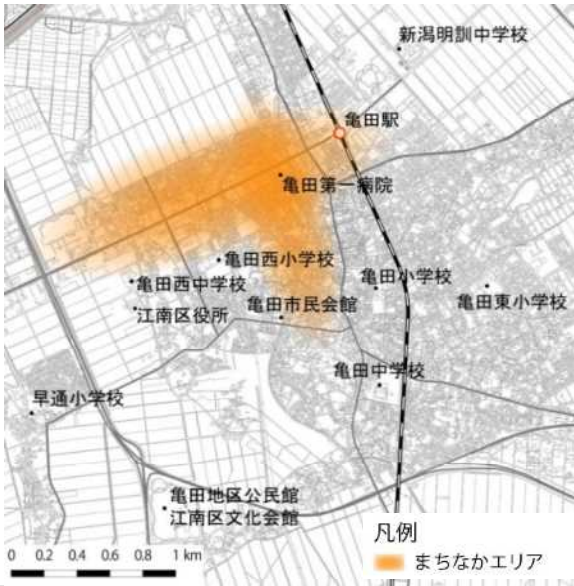 新潟明訓中学校
亀田駅
亀田第一病院
亀田西小学校
亀田西中学校
亀田小学校
亀田東小学校
江南区役所
亀田市民会館
亀田中学校
早通小学校
亀田地区公民館
江南区文化会館
凡例
まちなかエリア
0 0.2 0.4 0.6 0.8 1 km